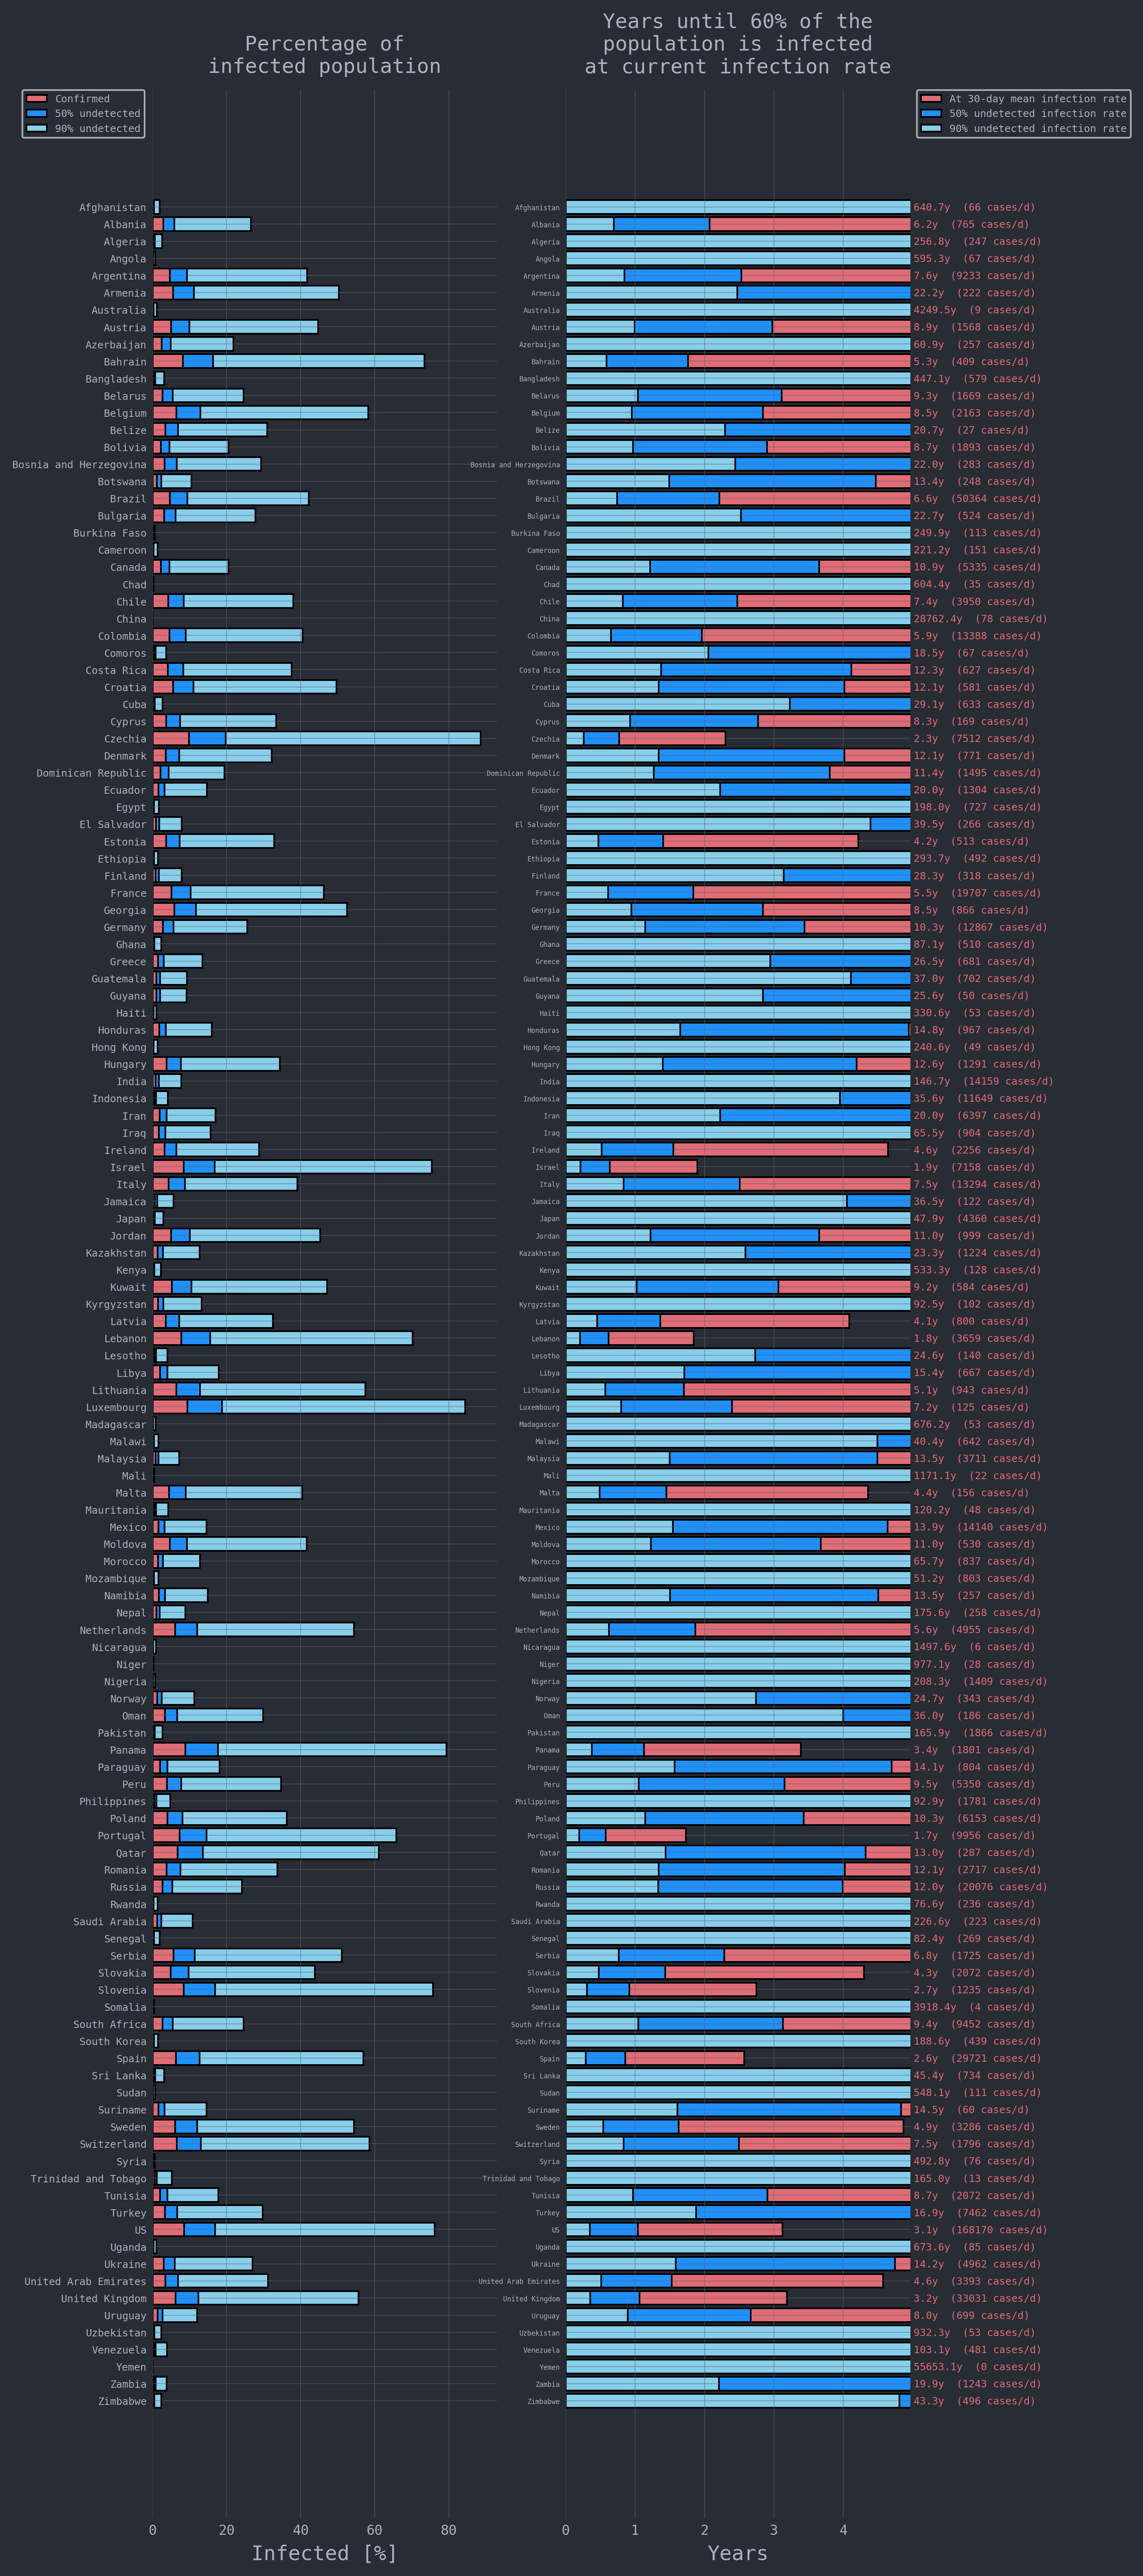 Percentage of
infected population
Years until 60% of the
population is infected
at current infection rate
Confirmed
50% undetected
90% undetected
At 30-day mean infection rate
50% undetected infection rate
90% undetected infection rate
Afghanistan Afghanistan 640.7y (66 cases/d)
Albania Albania 6.2y (765 cases/d)
Algeria Algeria 256.8y (247 cases/d)
Angola Angola 595.3y (67 cases/d)
Argentina Argentina 7.6y (9233 cases/d)
Armenia Armenia 22.2y (222 cases/d)
Australia Australia 4249.5y (9 cases/d)
Austria Austria 8.9y (1568 cases/d)
Azerbaijan Azerbaijan 60.9y (257 cases/d)
Bahrain Bahrain 5.3y (409 cases/d)
Bangladesh Bangladesh 447.1y (579 cases/d)
Belarus Belarus 9.3y (1669 cases/d)
Belgium Belgium 8.5y (2163 cases/d)
Belize Belize 20.7y (27 cases/d)
Bolivia Bolivia 8.7y (1893 cases/d)
Bosnia and Herzegovina Bosnia and Herzegovina 22.0y (283 cases/d)
Botswana Botswana 13.4y (248 cases/d)
Brazil Brazil 6.6y (50364 cases/d)
Bulgaria Bulgaria 22.7y (524 cases/d)
Burkina Faso Burkina Faso 249.9y (113 cases/d)
Cameroon Cameroon 221.2y (151 cases/d)
Canada Canada 10.9y (5335 cases/d)
Chad Chad 604.4y (35 cases/d)
Chile Chile 7.4y (3950 cases/d)
China China 28762.4y (78 cases/d)
Colombia Colombia 5.9y (13388 cases/d)
Comoros Comoros 18.5y (67 cases/d)
Costa Rica Costa Rica 12.3y (627 cases/d)
Croatia Croatia 12.1y (581 cases/d)
Cuba Cuba 29.1y (633 cases/d)
Cyprus Cyprus 8.3y (169 cases/d)
Czechia Czechia 2.3y (7512 cases/d)
Denmark Denmark 12.1y (771 cases/d)
Dominican Republic Dominican Republic 11.4y (1495 cases/d)
Ecuador Ecuador 20.0y (1304 cases/d)
Egypt Egypt 198.0y (727 cases/d)
El Salvador El Salvador 39.5y (266 cases/d)
Estonia Estonia 4.2y (513 cases/d)
Ethiopia Ethiopia 293.7y (492 cases/d)
Finland Finland 28.3y (318 cases/d)
France France 5.5y (19707 cases/d)
Georgia Georgia 8.5y (866 cases/d)
Germany Germany 10.3y (12867 cases/d)
Ghana Ghana 87.1y (510 cases/d)
Greece Greece 26.5y (681 cases/d)
Guatemala Guatemala 37.0y (702 cases/d)
Guyana Guyana 25.6y (50 cases/d)
Haiti Haiti 330.6y (53 cases/d)
Honduras Honduras 14.8y (967 cases/d)
Hong Kong Hong Kong 240.6y (49 cases/d)
Hungary Hungary 12.6y (1291 cases/d)
India India 146.7y (14159 cases/d)
Indonesia Indonesia 35.6y (11649 cases/d)
Iran Iran 20.0y (6397 cases/d)
Iraq Iraq 65.5y (904 cases/d)
Ireland Ireland 4.6y (2256 cases/d)
Israel Israel 1.9y (7158 cases/d)
Italy Italy 7.5y (13294 cases/d)
Jamaica Jamaica 36.5y (122 cases/d)
Japan Japan 47.9y (4360 cases/d)
Jordan Jordan 11.0y (999 cases/d)
Kazakhstan Kazakhstan 23.3y (1224 cases/d)
Kenya Kenya 533.3y (128 cases/d)
Kuwait Kuwait 9.2y (584 cases/d)
Kyrgyzstan Kyrgyzstan 92.5y (102 cases/d)
Latvia Latvia 4.1y (800 cases/d)
Lebanon Lebanon 1.8y (3659 cases/d)
Lesotho Lesotho 24.6y (140 cases/d)
Libya Libya 15.4y (667 cases/d)
Lithuania Lithuania 5.1y (943 cases/d)
Luxembourg Luxembourg 7.2y (125 cases/d)
Madagascar Madagascar 676.2y (53 cases/d)
Malawi Malawi 40.4y (642 cases/d)
Malaysia Malaysia 13.5y (3711 cases/d)
Mali Mali 1171.1y (22 cases/d)
Malta Malta 4.4y (156 cases/d)
Mauritania Mauritania 120.2y (48 cases/d)
Mexico Mexico 13.9y (14140 cases/d)
Moldova Moldova 11.0y (530 cases/d)
Morocco Morocco 65.7y (837 cases/d)
Mozambique Mozambique 51.2y (803 cases/d)
Namibia Namibia 13.5y (257 cases/d)
Nepal Nepal 175.6y (258 cases/d)
Netherlands Netherlands 5.6y (4955 cases/d)
Nicaragua Nicaragua 1497.6y (6 cases/d)
Niger Niger 977.1y (28 cases/d)
Nigeria Nigeria 208.3y (1409 cases/d)
Norway Norway 24.7y (343 cases/d)
Oman Oman 36.0y (186 cases/d)
Pakistan Pakistan 165.9y (1866 cases/d)
Panama Panama 3.4y (1801 cases/d)
Paraguay Paraguay 14.1y (804 cases/d)
Peru Peru 9.5y (5350 cases/d)
Philippines Philippines 92.9y (1781 cases/d)
Poland Poland 10.3y (6153 cases/d)
Portugal Portugal 1.7y (9956 cases/d)
Qatar Qatar 13.0y (287 cases/d)
Romania Romania 12.1y (2717 cases/d)
Russia Russia 12.0y (20076 cases/d)
Rwanda Rwanda 76.6y (236 cases/d)
Saudi Arabia Saudi Arabia 226.6y (223 cases/d)
Senegal Senegal 82.4y (269 cases/d)
Serbia Serbia 6.8y (1725 cases/d)
Slovakia Slovakia 4.3y (2072 cases/d)
Slovenia Slovenia 2.7y (1235 cases/d)
Somalia Somalia 3918.4y (4 cases/d)
South Africa South Africa 9.4y (9452 cases/d)
South Korea South Korea 188.6y (439 cases/d)
Spain Spain 2.6y (29721 cases/d)
Sri Lanka Sri Lanka 45.4y (734 cases/d)
Sudan Sudan 548.1y (111 cases/d)
Suriname Suriname 14.5y (60 cases/d)
Sweden Sweden 4.9y (3286 cases/d)
Switzerland Switzerland 7.5y (1796 cases/d)
Syria Syria 492.8y (76 cases/d)
Trinidad and Tobago Trinidad and Tobago 165.0y (13 cases/d)
Tunisia Tunisia 8.7y (2072 cases/d)
Turkey Turkey 16.9y (7462 cases/d)
US US 3.1y (168170 cases/d)
Uganda Uganda 673.6y (85 cases/d)
Ukraine Ukraine 14.2y (4962 cases/d)
United Arab Emirates United Arab Emirates 4.6y (3393 cases/d)
United Kingdom United Kingdom 3.2y (33031 cases/d)
Uruguay Uruguay 8.0y (699 cases/d)
Uzbekistan Uzbekistan 932.3y (53 cases/d)
Venezuela Venezuela 103.1y (481 cases/d)
Yemen Yemen 55653.1y (0 cases/d)
Zambia Zambia 19.9y (1243 cases/d)
Zimbabwe Zimbabwe 43.3y (496 cases/d)
0 20 40 60 80 0 1 2 3 4
Infected [%] Years